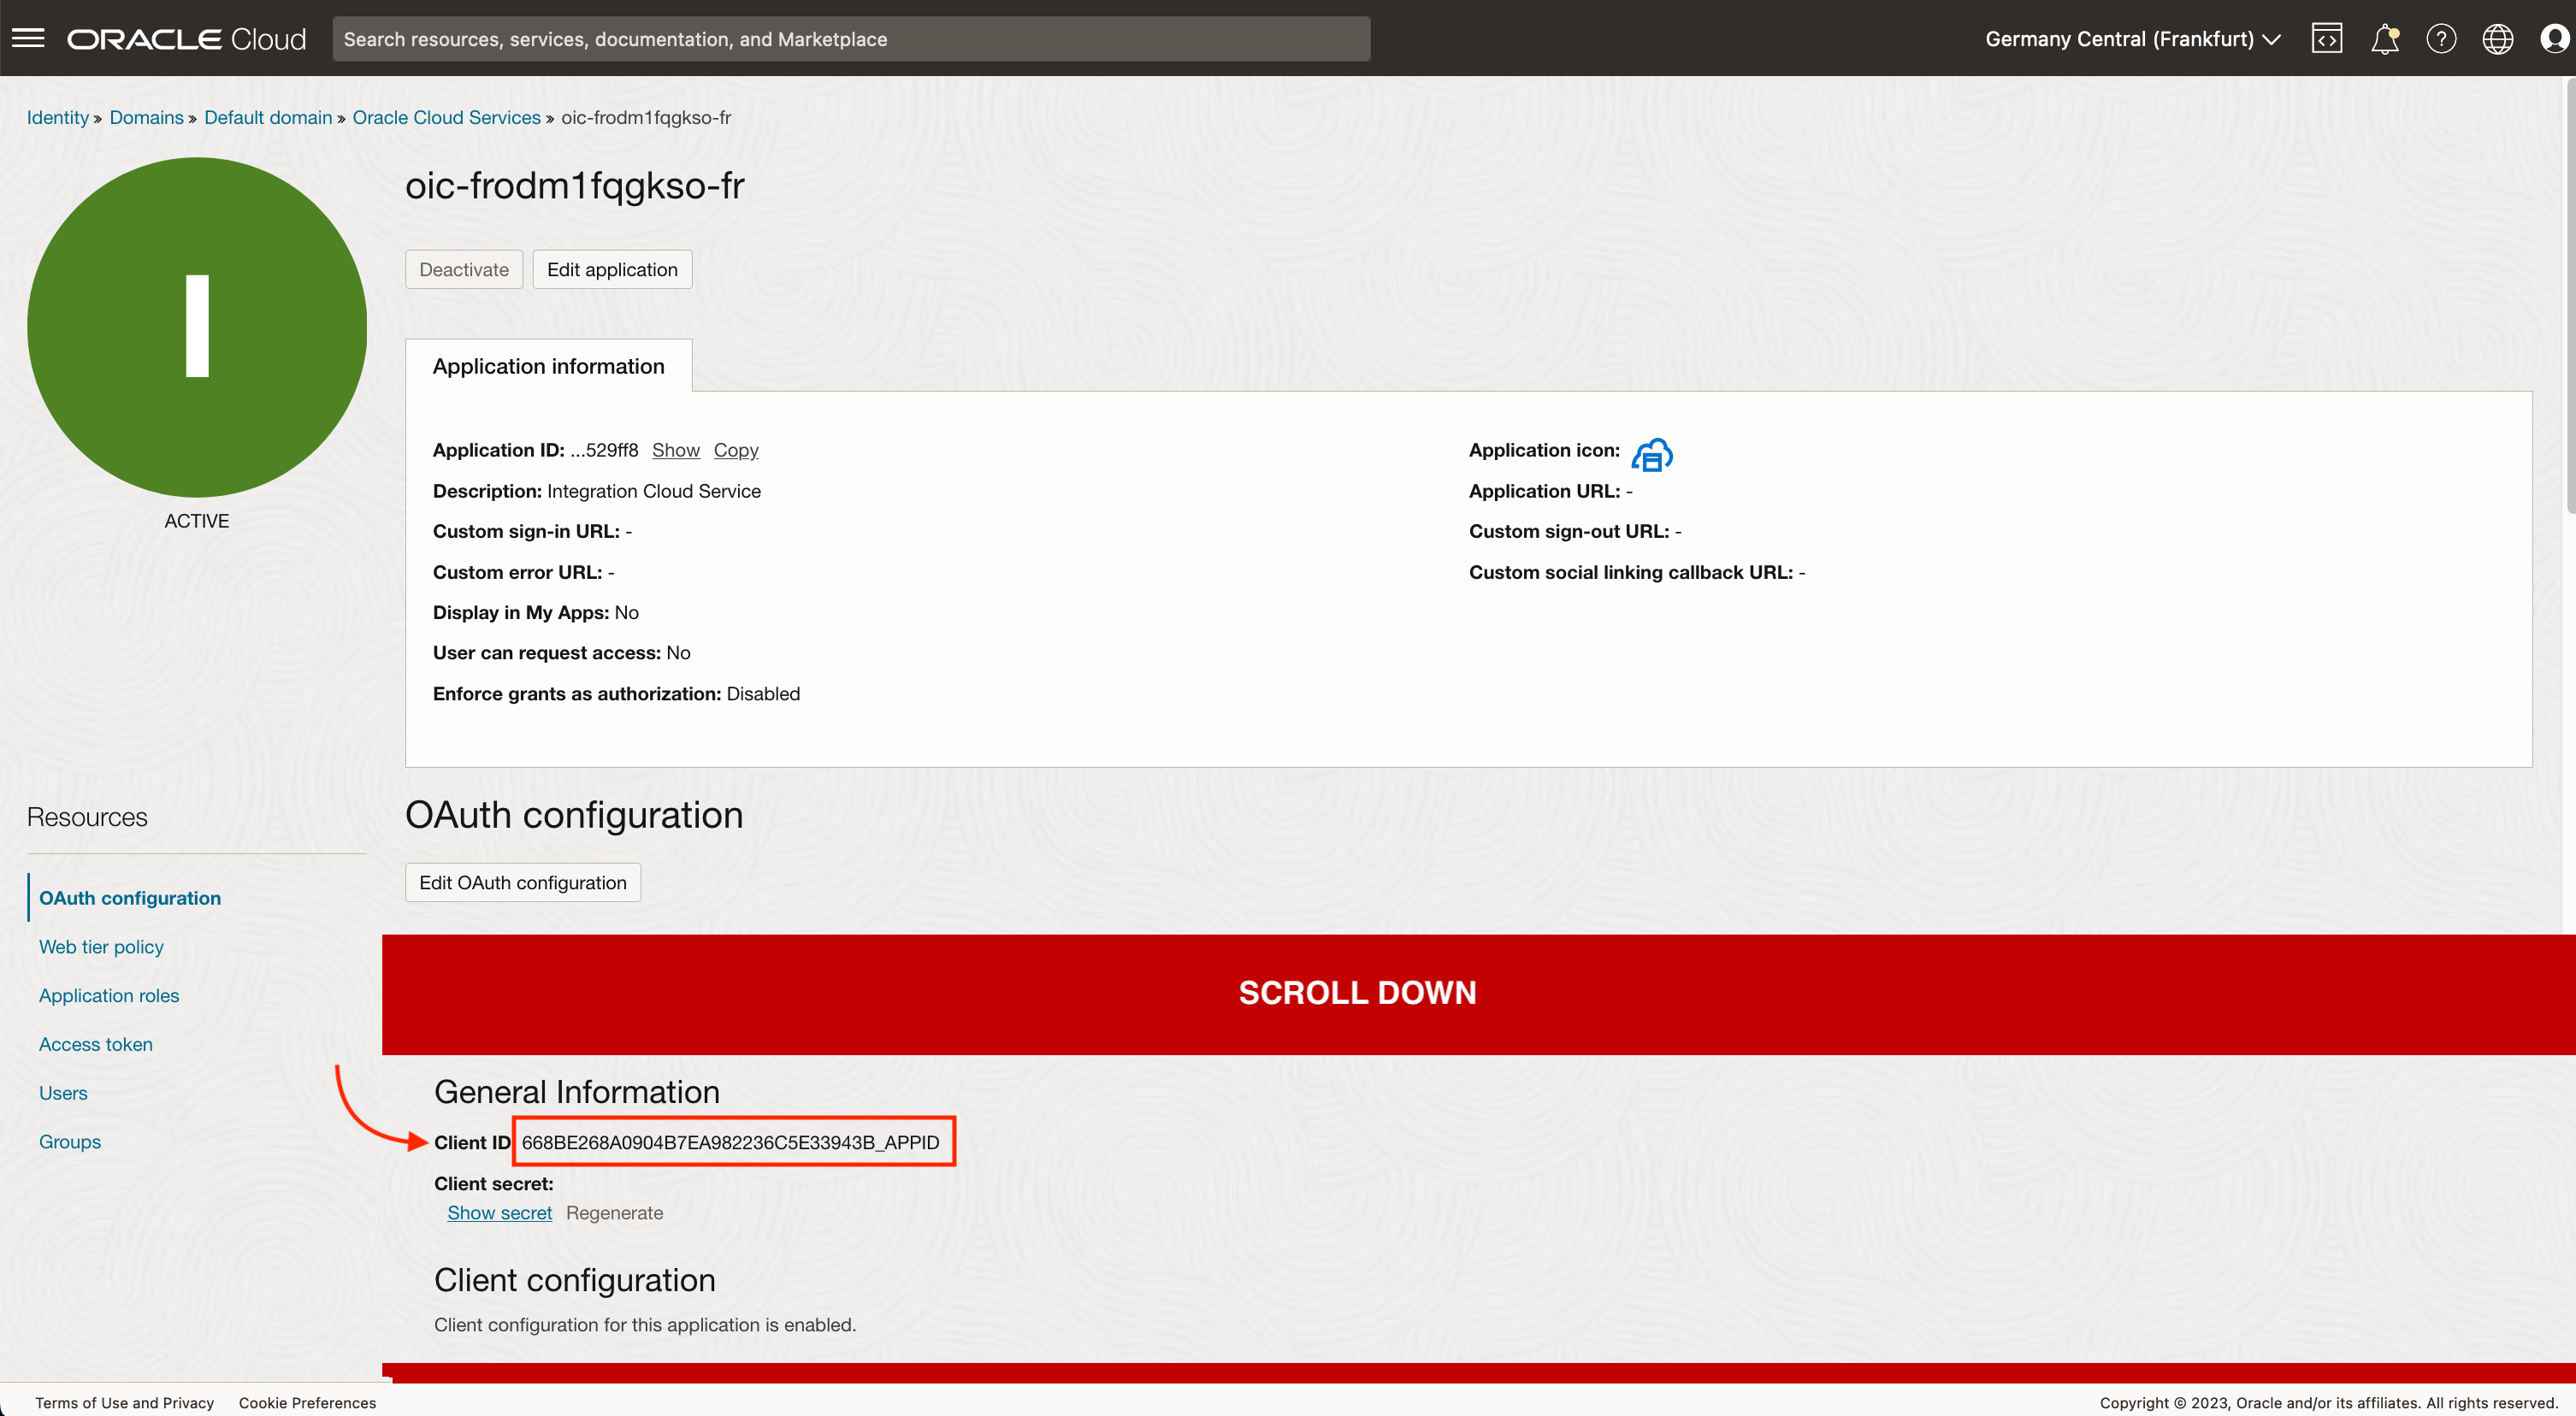 ORACLE Cloud
Search resources, services, documentation, and Marketplace
Germany Central (Frankfurt)
Identity » Domains » Default domain » Oracle Cloud Services » oic-frodm1fqgkso-fr
I
ACTIVE
oic-frodm1fqgkso-fr
Deactivate Edit application
Application information
Application ID: ...529ff8 Show Copy
Description: Integration Cloud Service
Custom sign-in URL: -
Custom error URL: -
Display in My Apps: No
User can request access: No
Enforce grants as authorization: Disabled
Application icon:
Application URL: -
Custom sign-out URL: -
Custom social linking callback URL: -
Resources
OAuth configuration
Web tier policy
Application roles
Access token
Users
Groups
OAuth configuration
Edit OAuth configuration
SCROLL DOWN
General Information
Client ID 668BE268A0904B7EA982236C5E33943B_APPID
Client secret:
Show secret Regenerate
Client configuration
Client configuration for this application is enabled.
Terms of Use and Privacy Cookie Preferences
Copyright © 2023, Oracle and/or its affiliates. All rights reserved.